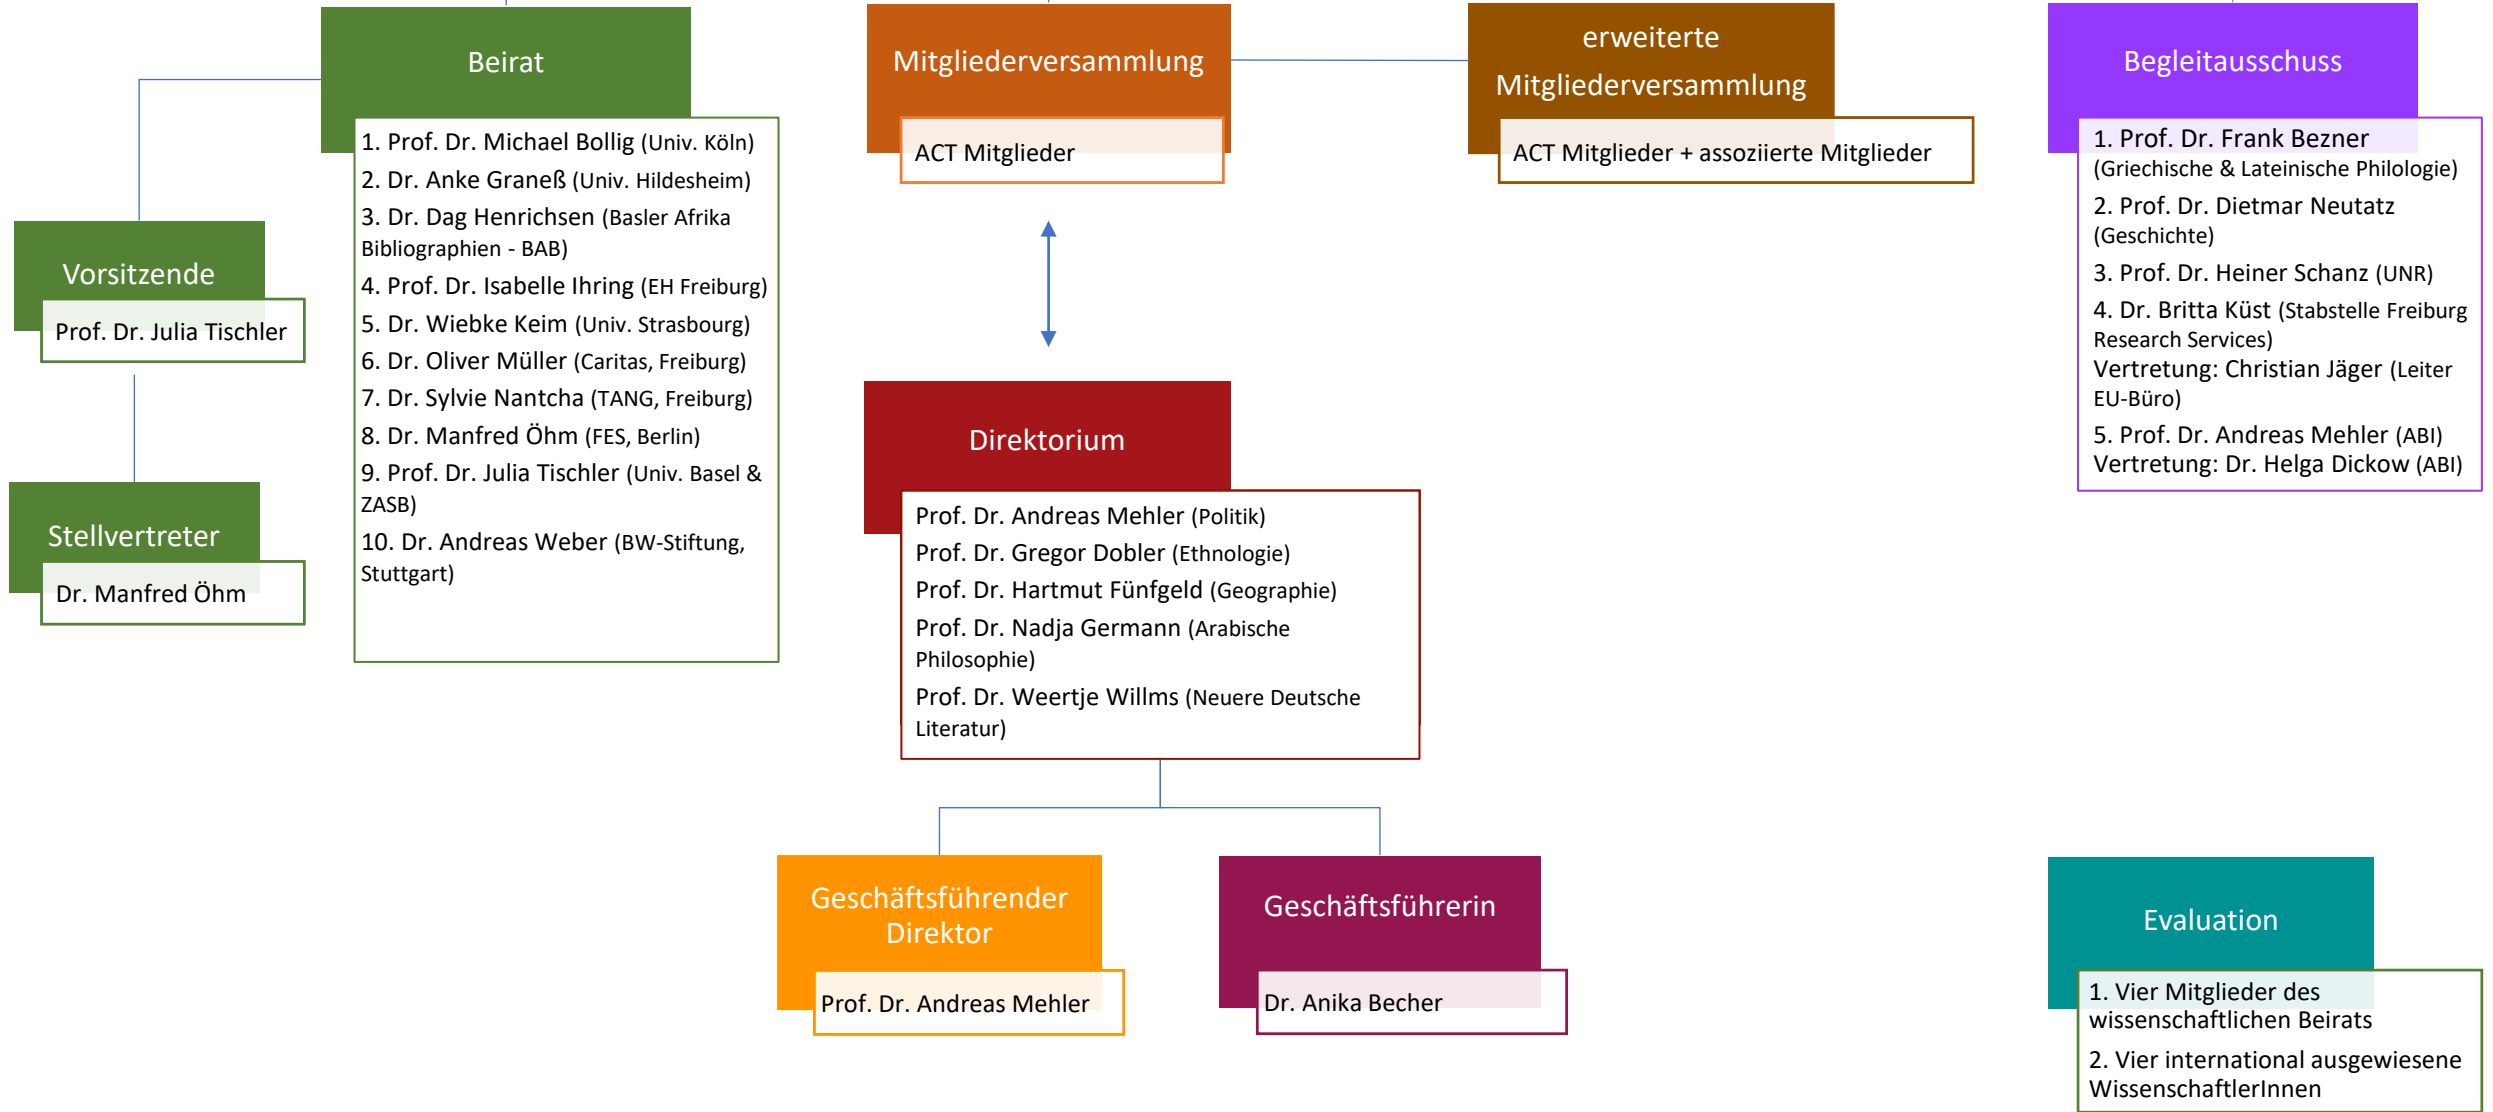 Beirat
1. Prof. Dr. Michael Bollig (Univ. Köln)
2. Dr. Anke Graneß (Univ. Hildesheim)
3. Dr. Dag Henrichsen (Basler Afrika
Bibliographien - BAB)
4. Prof. Dr. Isabelle Ihring (EH Freiburg)
5. Dr. Wiebke Keim (Univ. Strasbourg)
6. Dr. Oliver Müller (Caritas, Freiburg)
7. Dr. Sylvie Nantcha (TANG, Freiburg)
8. Dr. Manfred Öhm (FES, Berlin)
9. Prof. Dr. Julia Tischler (Univ. Basel &
ZASB)
10. Dr. Andreas Weber (BW-Stiftung,
Stuttgart)
Vorsitzende
Prof. Dr. Julia Tischler
Stellvertreter
Dr. Manfred Öhm
Mitgliederversammlung
ACT Mitglieder
erweiterte
Mitgliederversammlung
ACT Mitglieder + assoziierte Mitglieder
Direktorium
Prof. Dr. Andreas Mehler (Politik)
Prof. Dr. Gregor Dobler (Ethnologie)
Prof. Dr. Hartmut Fünfgeld (Geographie)
Prof. Dr. Nadja Germann (Arabische
Philosophie)
Prof. Dr. Weertje Willms (Neuere Deutsche
Literatur)
Geschäftsführender
Direktor
Prof. Dr. Andreas Mehler
Geschäftsführerin
Dr. Anika Becher
Begleitausschuss
1. Prof. Dr. Frank Bezner
(Griechische & Lateinische Philologie)
2. Prof. Dr. Dietmar Neutatz
(Geschichte)
3. Prof. Dr. Heiner Schanz (UNR)
4. Dr. Britta Küst (Stabstelle Freiburg
Research Services)
Vertretung: Christian Jäger (Leiter
EU-Büro)
5. Prof. Dr. Andreas Mehler (ABI)
Vertretung: Dr. Helga Dickow (ABI)
Evaluation
1. Vier Mitglieder des
wissenschaftlichen Beirats
2. Vier international ausgewiesene
WissenschaftlerInnen